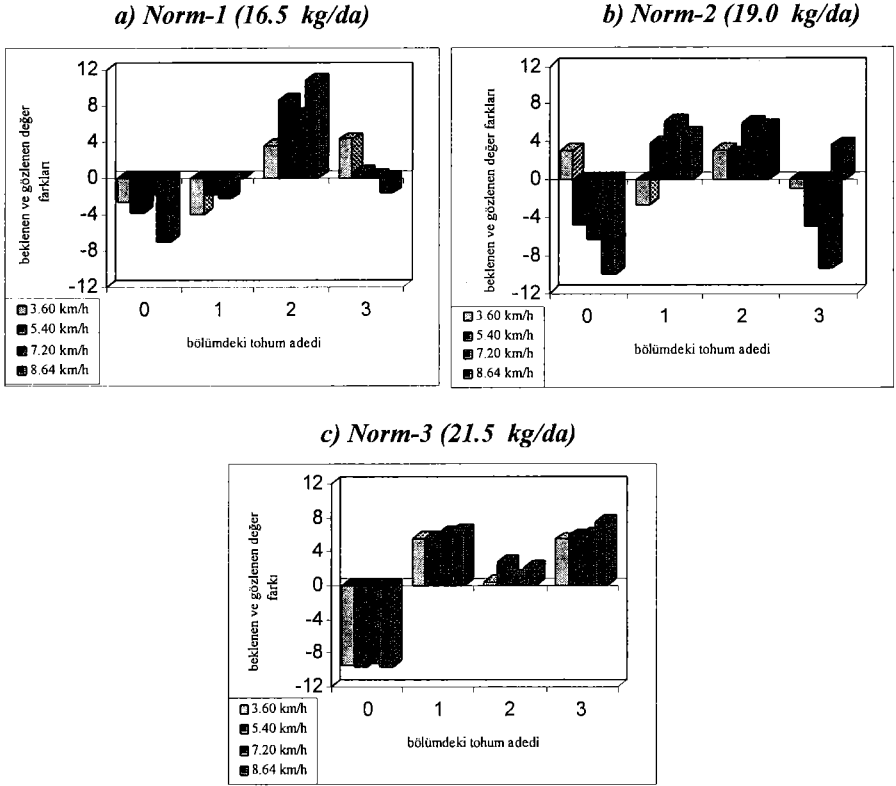 a) Norm-1 (16.5 kg/da)
beklenen ve gözlenen değer
farkları
12
8
4
0
-4
-8
-12
0 1 2 3
bölümdeki tohum adedi
3.60 km/h
5.40 km/h
7.20 km/h
8.64 km/h
b) Norm-2 (19.0 kg/da)
beklenen ve gözlenen değer farkları
12
8
4
0
-4
-8
-12
0 1 2 3
bölümdeki tohum adedi
3 60 km/h
5 40 km/h
7.20 km/h
8.64 km/h
c) Norm-3 (21.5 kg/da)
beklenen ve gözlenen değer
farkı
12
8
4
0
-4
-8
-12
0 1 2 3
bölümdeki tohum adedi
3.60 km/h
5.40 km/h
7.20 km/h
8.64 km/h